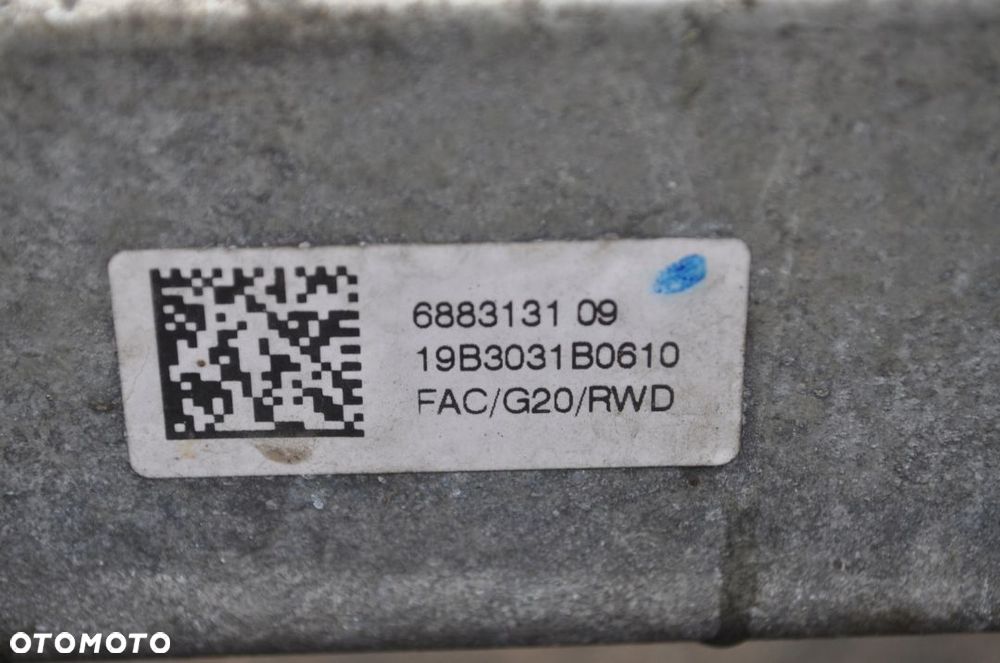 6883131 09
19B3031B0610
FAC/G20/RWD
OTOMOTO